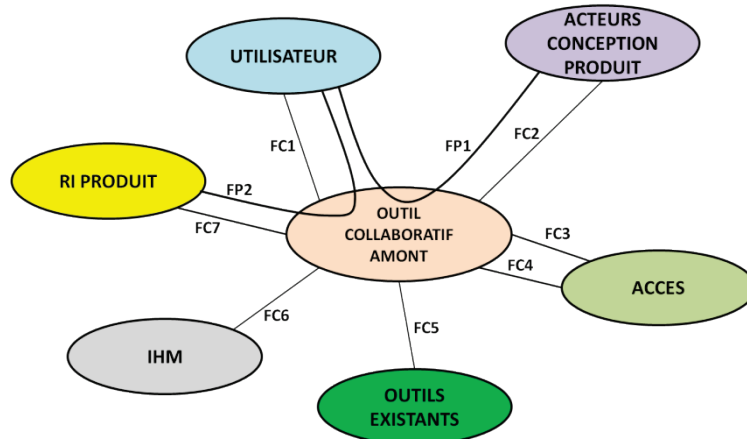 UTILISATEUR
ACTEURS
CONCEPTION
PRODUIT
FC1
FP1
FC2
RI PRODUIT
FP2
FC7
OUTIL
COLLABORATIF
AMONT
FC3
FC4
ACCES
FC6
FC5
IHM
OUTILS
EXISTANTS